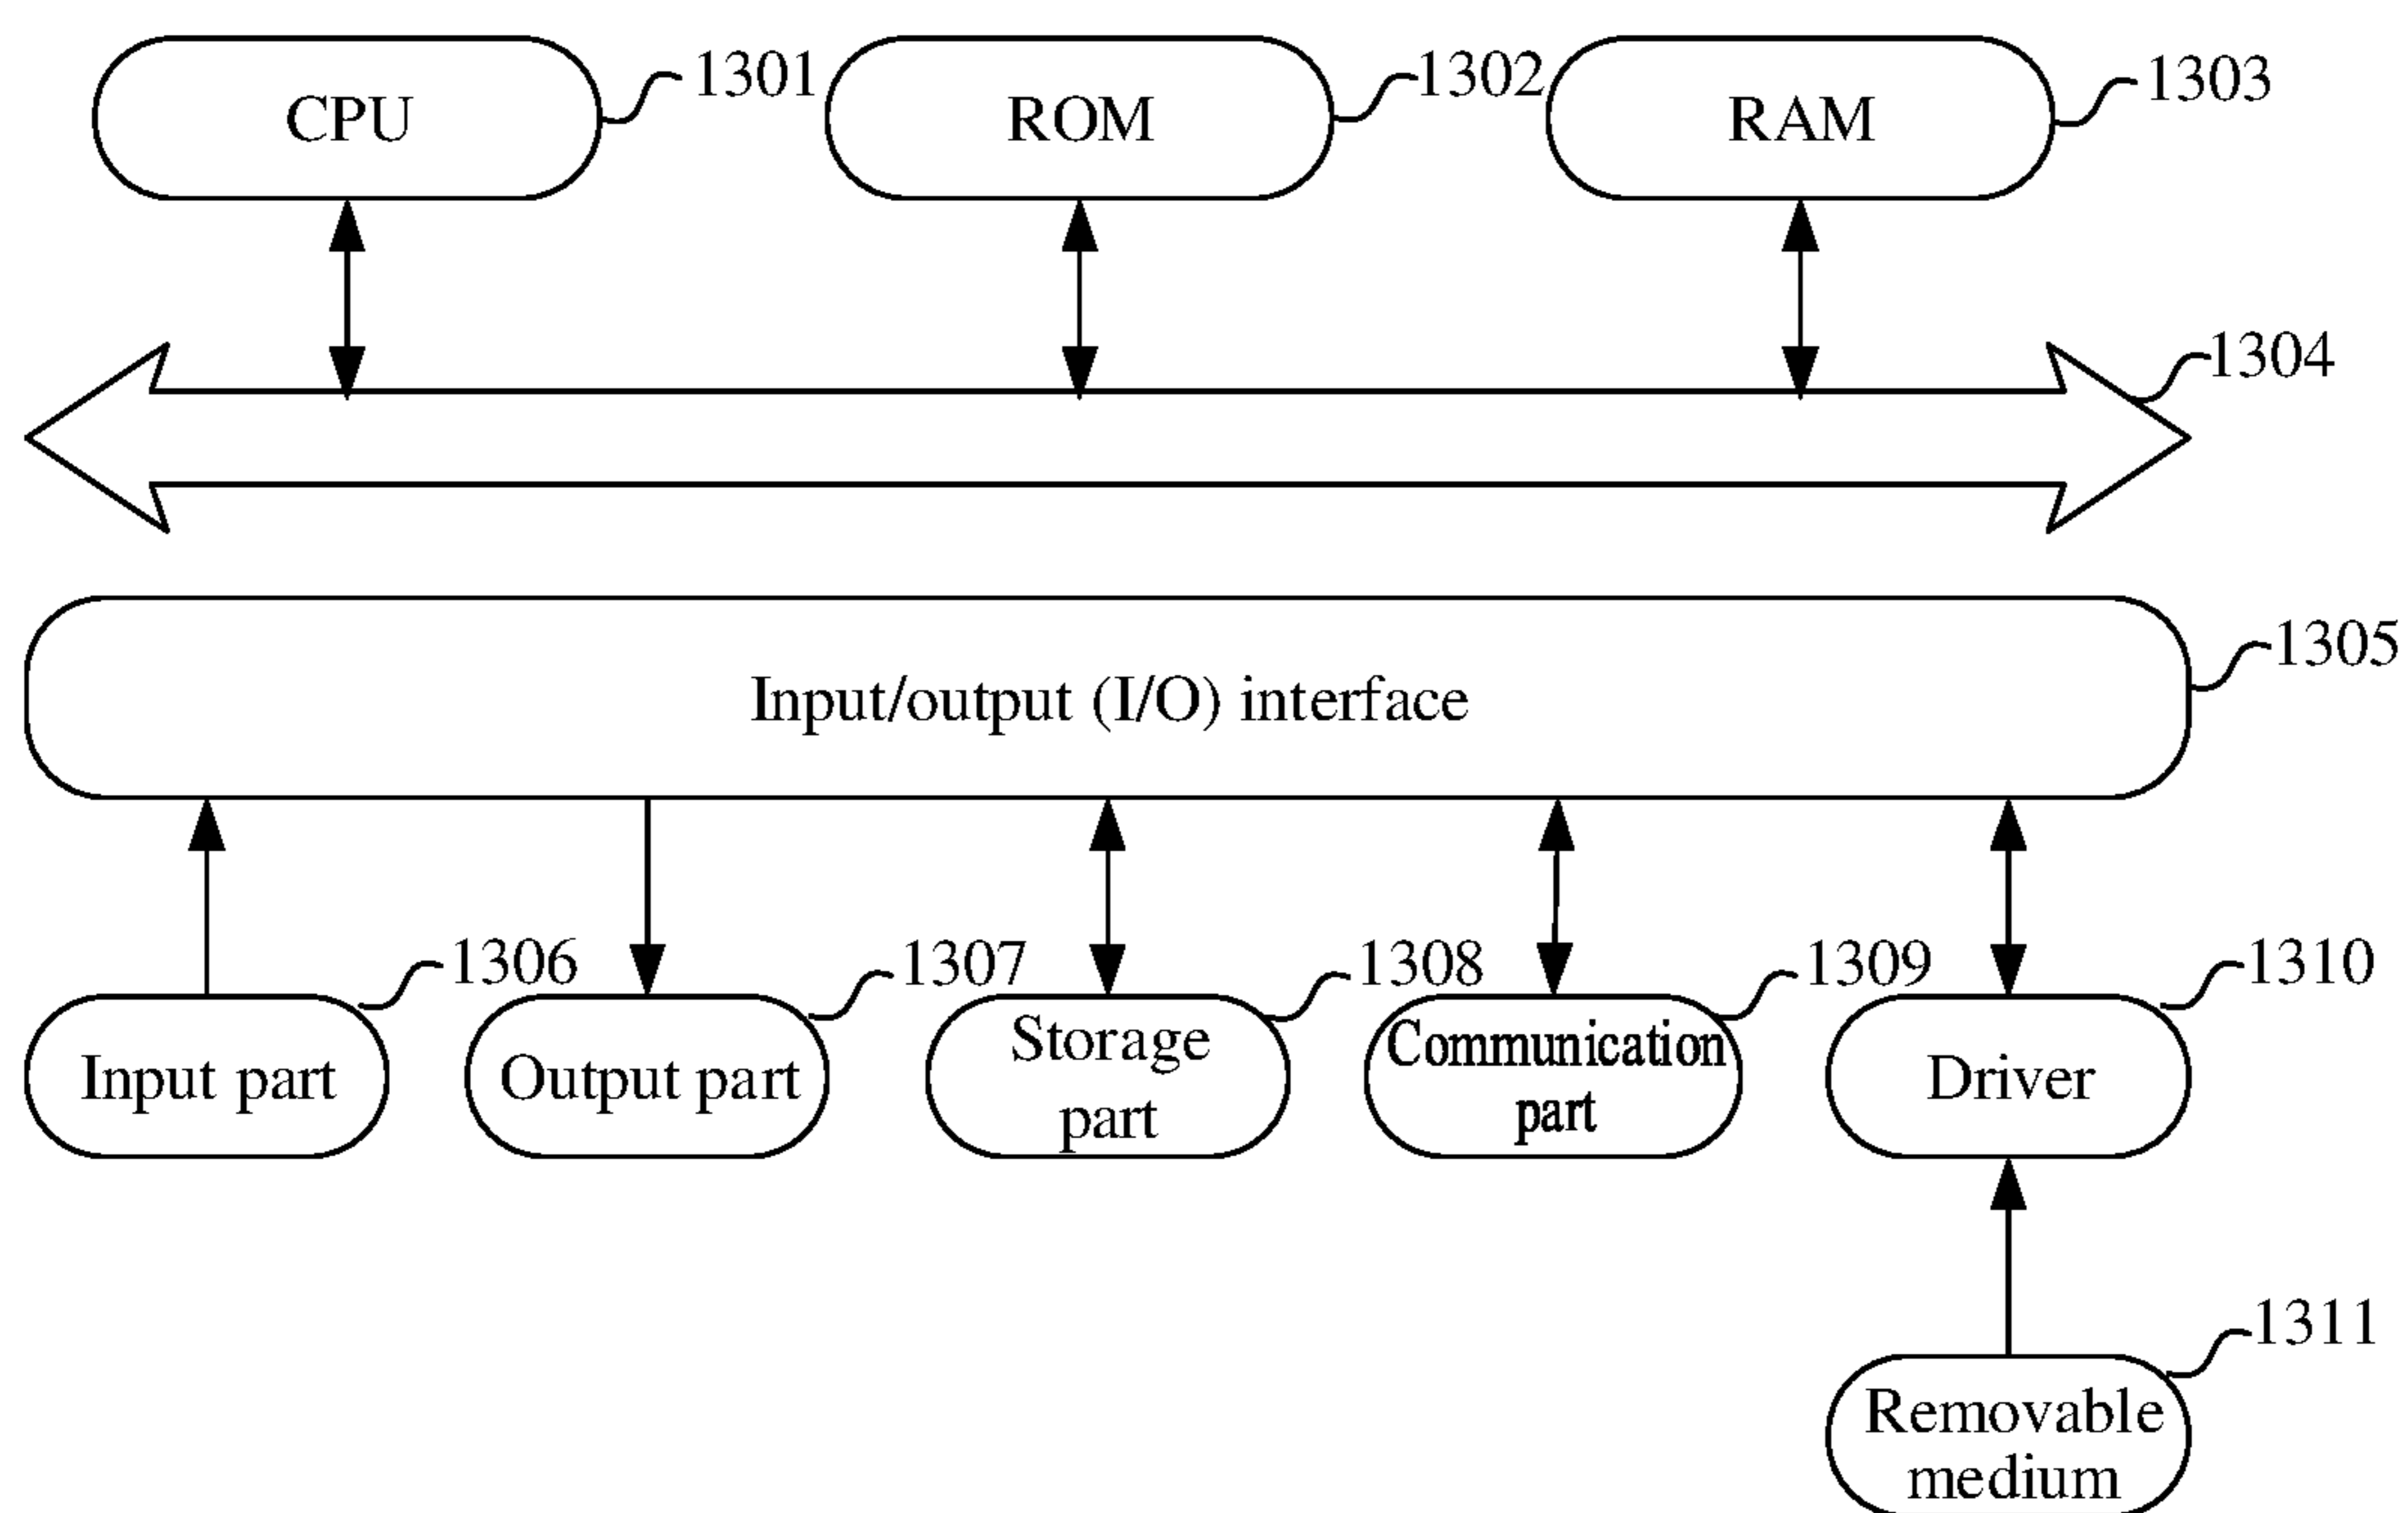 CPU
1301
ROM
1302
RAM
1303
1304
Input/output (I/O) interface
1305
1306
1307
1308
1309
1310
Input part
Output part
Storage
part
Communication
part
Driver
1311
Removable
medium